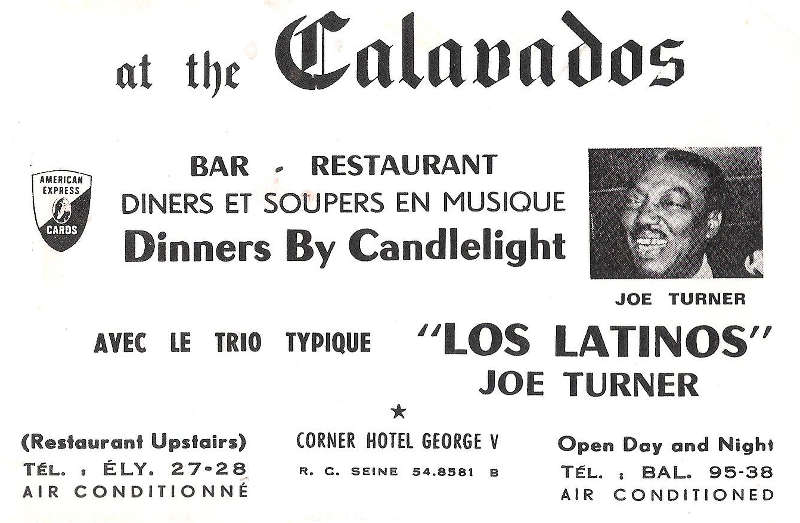 at the Calavados
AMERICAN
EXPRESS
CARDS
BAR - RESTAURANT
DINERS ET SOUPERS EN MUSIQUE
Dinners By Candlelight
JOE TURNER
AVEC LE TRIO TYPIQUE "LOS LATINOS"
JOE TURNER
(Restaurant Upstairs)
TÉL. : ÉLY. 27-28
AIR CONDITIONNÉ
CORNER HOTEL GEORGE V
R. C. SEINE 54.8581 B
Open Day and Night
TÉL. : BAL. 95-38
AIR CONDITIONED